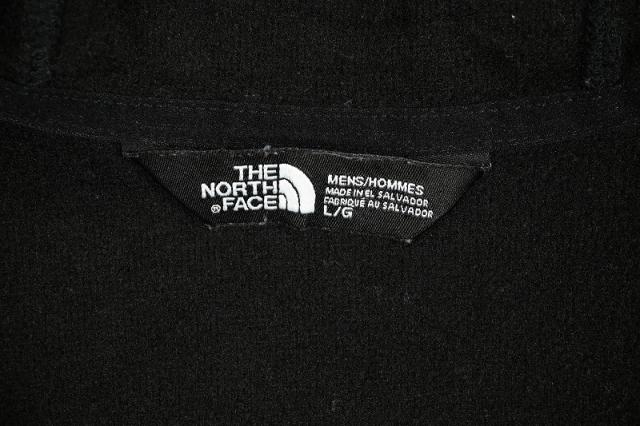 THE
NORTH
®FACE
MENS/HOMMES
MADE IN EL SALVADOR
FABRIQUÉ AU SALVADOR
L/G